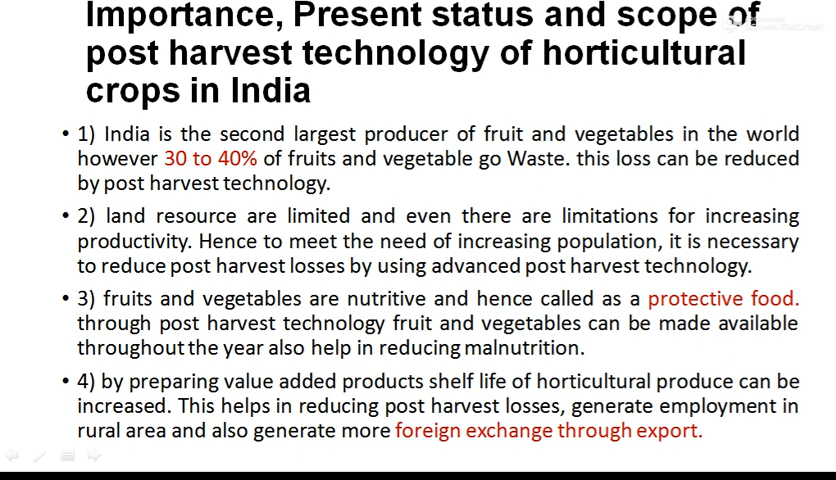 Importance, Present status and scope of
post harvest technology of horticultural
crops in India
• 1) India is the second largest producer of fruit and vegetables in the world
however 30 to 40% of fruits and vegetable go Waste. this loss can be reduced
by post harvest technology.
• 2) land resource are limited and even there are limitations for increasing
productivity. Hence to meet the need of increasing population, it is necessary
to reduce post harvest losses by using advanced post harvest technology.
• 3) fruits and vegetables are nutritive and hence called as a protective food.
through post harvest technology fruit and vegetables can be made available
throughout the year also help in reducing malnutrition.
• 4) by preparing value added products shelf life of horticultural produce can be
increased. This helps in reducing post harvest losses, generate employment in
rural area and also generate more foreign exchange through export.